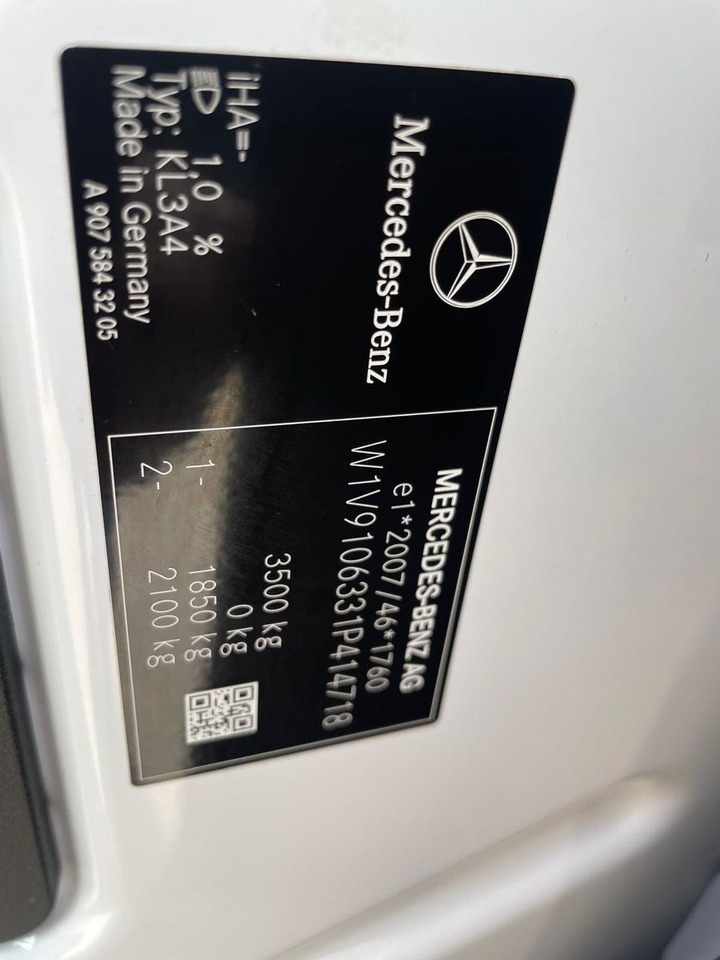 Mercedes-Benz
iHA=-
1,0 %
Typ: KL3A4
Made in Germany
A 907 584 32 05
MERCEDES-BENZ AG
e1*2007/46*1760
W1V9106331P414718
3500 kg
0 kg
1- 1850 kg
2- 2100 kg